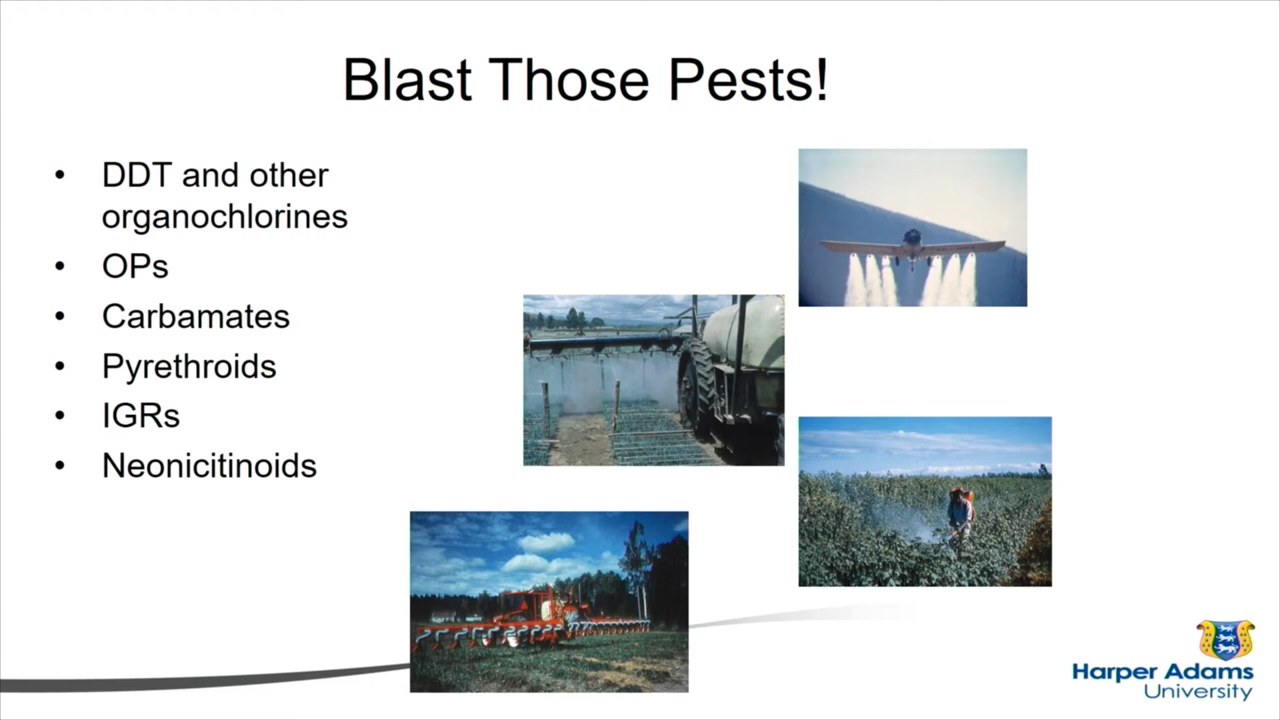 Blast Those Pests!
• DDT and other
organochlorines
• OPs
• Carbamates
• Pyrethroids
• IGRs
• Neonicitinoids
Harper Adams
University